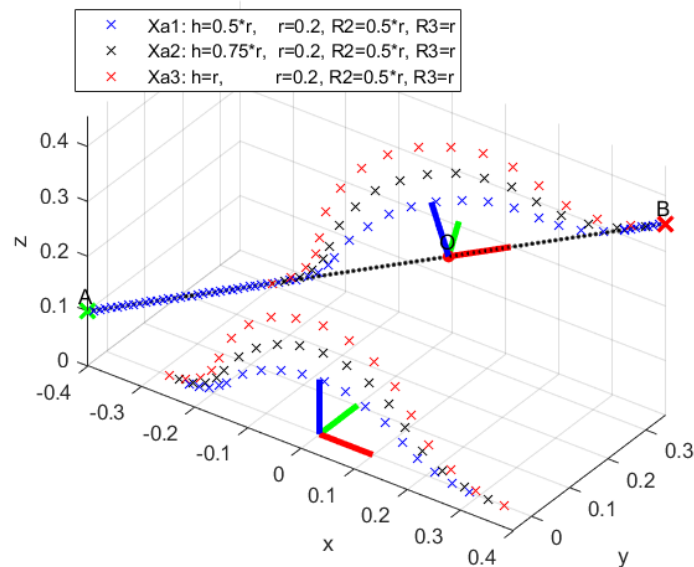 Xa1: h=0.5*r, r=0.2, R2=0.5*r, R3=r
Xa2: h=0.75*r, r=0.2, R2=0.5*r, R3=r
Xa3: h=r, r=0.2, R2=0.5*r, R3=r
0.4
0.3
0.2
0.1
0
z
A
O
B
-0.4
-0.3
-0.2
-0.1
0
0.1
0.2
0.3
0.4
x
0
0.1
0.2
0.3
y